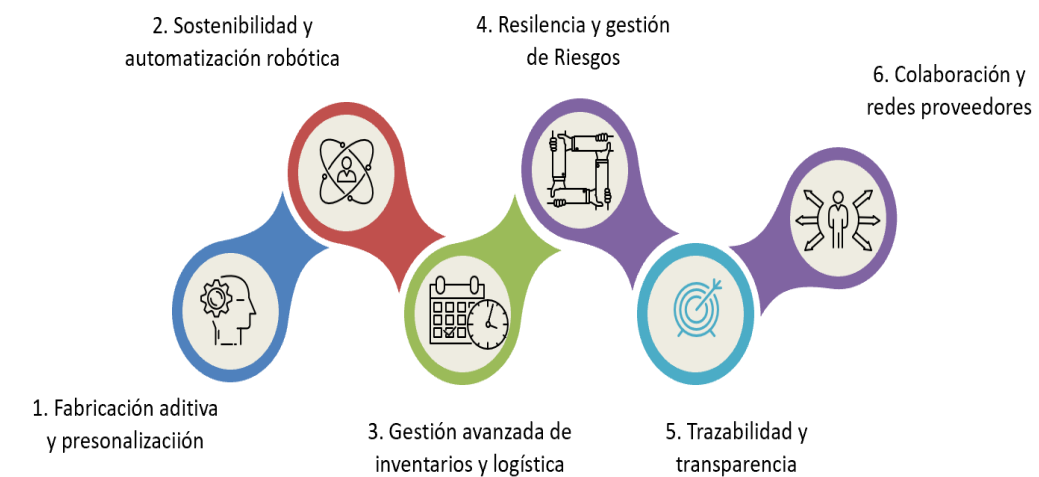 1. Fabricación aditiva
y presonalizaciión
2. Sostenibilidad y
automatización robótica
3. Gestión avanzada de
inventarios y logística
4. Resilencia y gestión
de Riesgos
5. Trazabilidad y
transparencia
6. Colaboración y
redes proveedores